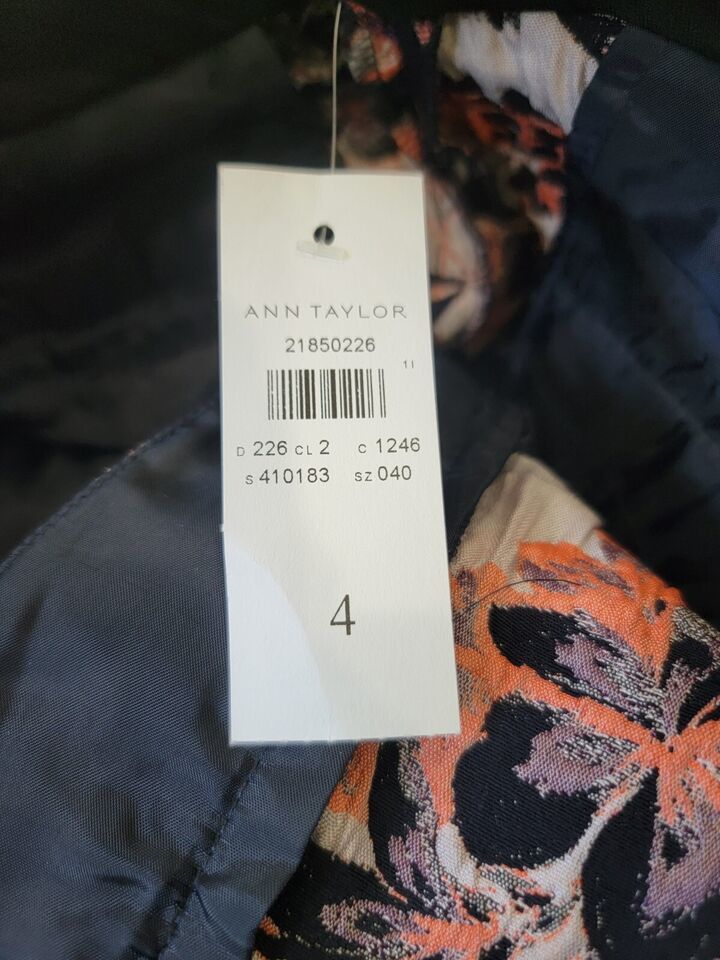 ANN TAYLOR
21850226
11
D 226 CL 2 C 1246
S 410183 SZ 040
4